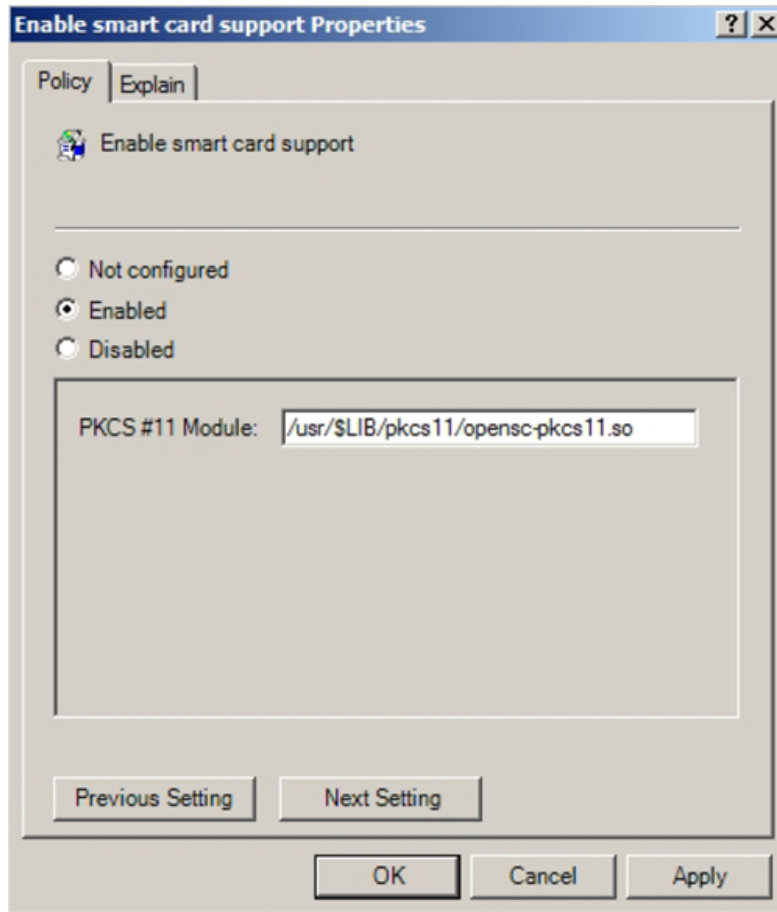 Enable smart card support Properties
Policy
Explain
Enable smart card support
Not configured
Enabled
Disabled
PKCS #11 Module: /usr/$LIB/pkcs11/opensc-pkcs11.so
Previous Setting Next Setting
OK Cancel Apply